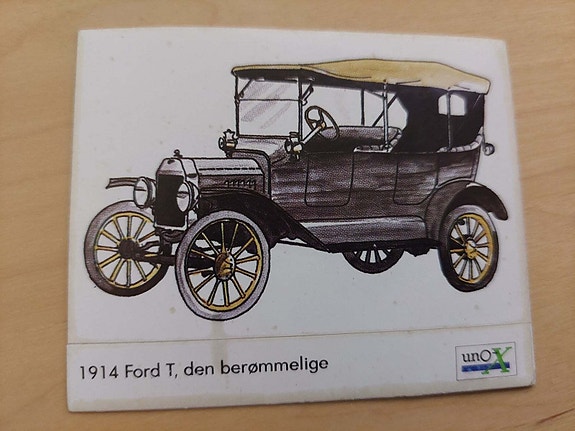 1914 Ford T, den berømmelige
unoX